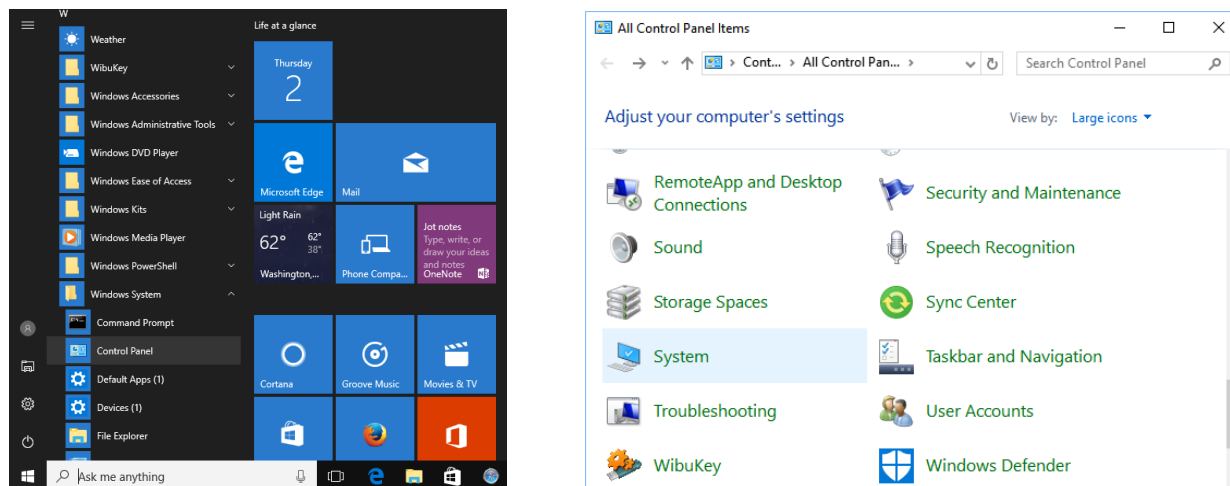 W
Weather
WibuKey
Windows Accessories
Windows Administrative Tools
Windows DVD Player
Windows Ease of Access
Windows Kits
Windows Media Player
Windows PowerShell
Windows System
Command Prompt
Control Panel
Default Apps (1)
Devices (1)
File Explorer
Ask me anything
Life at a glance
Thursday
2
Microsoft Edge
Mail
Light Rain
62° 62°
38°
Washington,...
Phone Compa...
Jot notes
Type, write, or
draw your ideas
and notes
OneNote
Cortana
Groove Music
Movies & TV
All Control Panel Items
Cont... › All Control Pan... ›
Search Control Panel
Adjust your computer's settings
View by: Large icons
RemoteApp and Desktop
Connections
Security and Maintenance
Sound
Speech Recognition
Storage Spaces
Sync Center
System
Taskbar and Navigation
Troubleshooting
User Accounts
WibuKey
Windows Defender